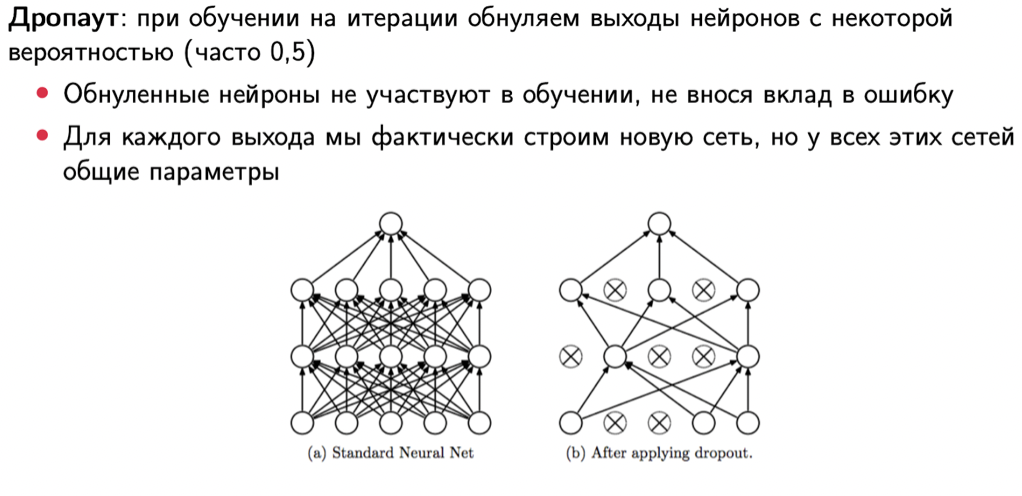 Дропаут: при обучении на итерации обнуляем выходы нейронов с некоторой
вероятностью (часто 0,5)
• Обнуленные нейроны не участвуют в обучении, не внося вклад в ошибку
• Для каждого выхода мы фактически строим новую сеть, но у всех этих сетей
общие параметры
(a) Standard Neural Net
(b) After applying dropout.